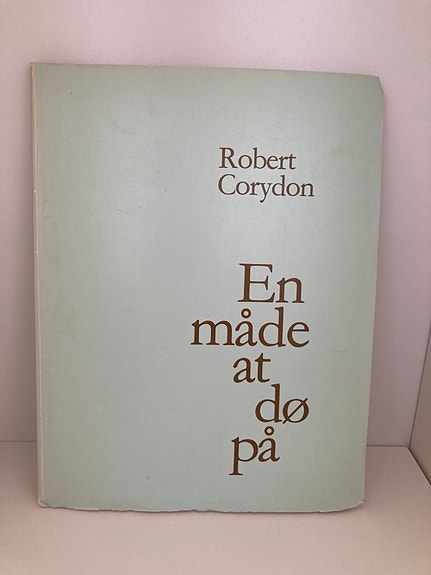 Robert
Corydon
En
måde
at
dø
på